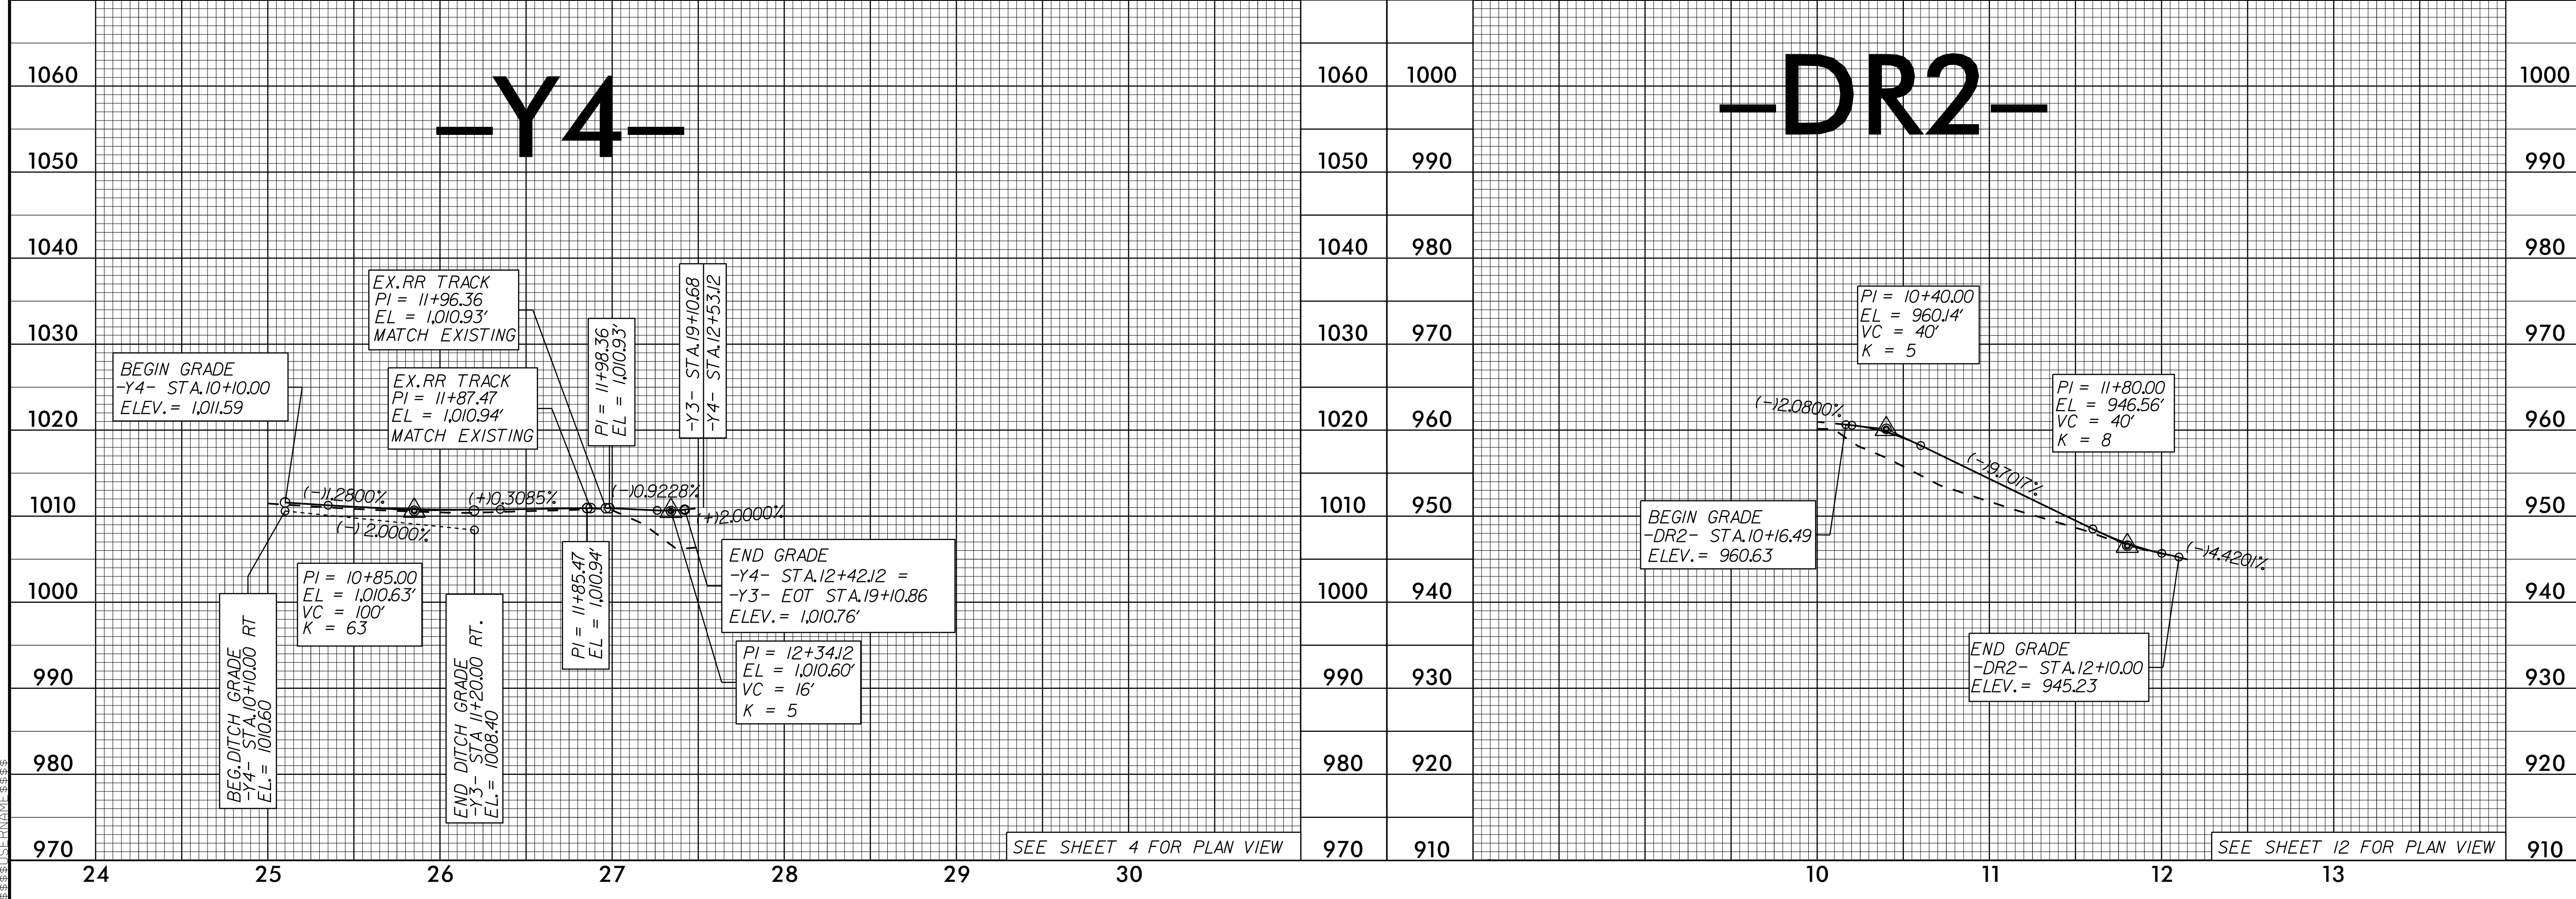 -Y4-
-DR2-
1060
1050
1040
1030
1020
1010
1000
990
980
970
1060 1000
1050 990
1040 980
1030 970
1020 960
1010 950
1000 940
990 930
980 920
970 910
1000
990
980
970
960
950
940
930
920
910
EX.RR TRACK
PI = 11+96.36
EL = 1,010.93'
MATCH EXISTING
EX.RR TRACK
PI = 11+87.47
EL = 1,010.94'
MATCH EXISTING
BEGIN GRADE
-Y4- STA.10+10.00
ELEV.= 1,011.59
PI = 11+98.36
EL = 1,010.93'
-Y3- STA.19+10.68
-Y4- STA.12+53.12
(-)1.2800%
(+)0.3085%
(-)0.9228%
(+)2.0000%
(-) 2.0000%
BEG.DITCH GRADE
-Y4- STA.10+10.00 RT
EL.= 1010.60
PI = 10+85.00
EL = 1,010.63'
VC = 100'
K = 63
END DITCH GRADE
-Y3- STA 11+20.00 RT.
EL.= 1008.40
PI = 11+85.47
EL = 1,010.94'
END GRADE
-Y4- STA.12+42.12 =
-Y3- EOT STA.19+10.86
ELEV.= 1,010.76'
PI = 12+34.12
EL = 1,010.60'
VC = 16'
K = 5
SEE SHEET 4 FOR PLAN VIEW
24 25 26 27 28 29 30
PI = 10+40.00
EL = 960.14'
VC = 40'
K = 5
PI = 11+80.00
EL = 946.56'
VC = 40'
K = 8
(-)2.0800%
(-)9.7017%
(-)4.4201%
BEGIN GRADE
-DR2- STA.10+16.49
ELEV.= 960.63
END GRADE
-DR2- STA.12+10.00
ELEV.= 945.23
SEE SHEET 12 FOR PLAN VIEW
10 11 12 13